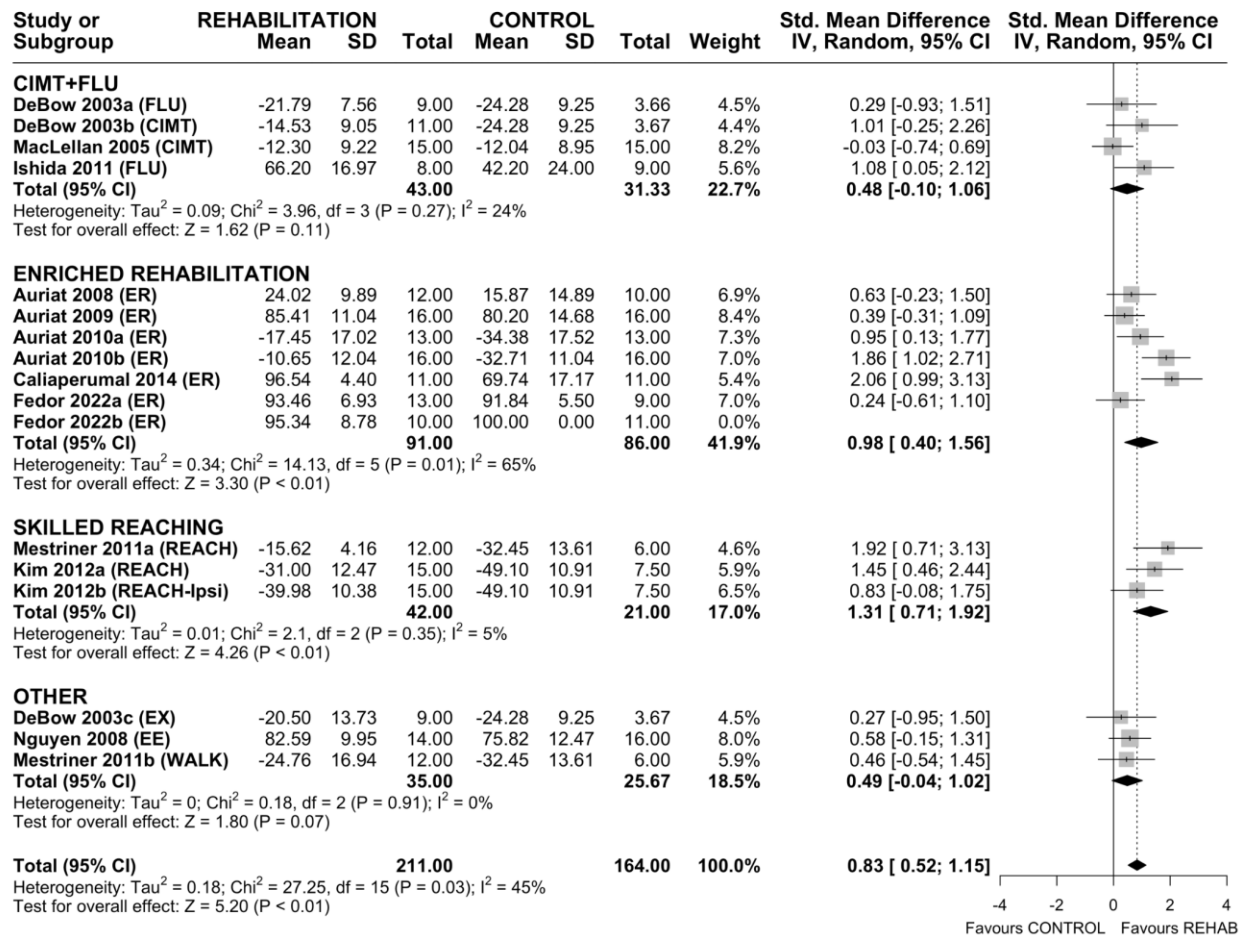 Study or REHABILITATION CONTROL Std. Mean Difference Std. Mean Difference
Subgroup Mean SD Total Mean SD Total Weight IV, Random, 95% CI IV, Random, 95% CI
CIMT+FLU
DeBow 2003a (FLU) -21.79 7.56 9.00 -24.28 9.25 3.66 4.5% 0.29 [-0.93; 1.51]
DeBow 2003b (CIMT) -14.53 9.05 11.00 -24.28 9.25 3.67 4.4% 1.01 [-0.25; 2.26]
MacLellan 2005 (CIMT) -12.30 9.22 15.00 -12.04 8.95 15.00 8.2% -0.03 [-0.74; 0.69]
Ishida 2011 (FLU) 66.20 16.97 8.00 42.20 24.00 9.00 5.6% 1.08 [ 0.05; 2.12]
Total (95% CI) 43.00 31.33 22.7% 0.48 [-0.10; 1.06]
Heterogeneity: Tau² = 0.09; Chi² = 3.96, df = 3 (P = 0.27); I² = 24%
Test for overall effect: Z = 1.62 (P = 0.11)
ENRICHED REHABILITATION
Auriat 2008 (ER) 24.02 9.89 12.00 15.87 14.89 10.00 6.9% 0.63 [-0.23; 1.50]
Auriat 2009 (ER) 85.41 11.04 16.00 80.20 14.68 16.00 8.4% 0.39 [-0.31; 1.09]
Auriat 2010a (ER) -17.45 17.02 13.00 -34.38 17.52 13.00 7.3% 0.95 [ 0.13; 1.77]
Auriat 2010b (ER) -10.65 12.04 16.00 -32.71 11.04 16.00 7.0% 1.86 [ 1.02; 2.71]
Caliaperumal 2014 (ER) 96.54 4.40 11.00 69.74 17.17 11.00 5.4% 2.06 [ 0.99; 3.13]
Fedor 2022a (ER) 93.46 6.93 13.00 91.84 5.50 9.00 6.9% 0.24 [-0.61; 1.10]
Fedor 2022b (ER) 95.34 8.78 10.00 100.00 0.00 11.00 0.0%
Total (95% CI) 91.00 86.00 41.9% 0.98 [ 0.40; 1.56]
Heterogeneity: Tau² = 0.34; Chi² = 14.13, df = 5 (P = 0.01); I² = 65%
Test for overall effect: Z = 3.30 (P < 0.01)
SKILLED REACHING
Mestriner 2011a (REACH) -15.62 4.16 12.00 -32.45 13.61 6.00 4.6% 1.92 [ 0.71; 3.13]
Kim 2012a (REACH) -31.00 12.47 15.00 -49.10 10.91 7.50 5.9% 1.45 [ 0.46; 2.44]
Kim 2012b (REACH-Ipsi) -39.98 10.38 15.00 -49.10 10.91 7.50 6.5% 0.83 [-0.08; 1.75]
Total (95% CI) 42.00 21.00 17.0% 1.31 [ 0.71; 1.92]
Heterogeneity: Tau² = 0.01; Chi² = 2.1, df = 2 (P = 0.35); I² = 5%
Test for overall effect: Z = 4.26 (P < 0.01)
OTHER
DeBow 2003c (EX) -20.50 13.73 9.00 -24.28 9.25 3.67 4.5% 0.27 [-0.95; 1.50]
Nguyen 2008 (EE) 82.59 9.95 14.00 75.82 12.47 16.00 8.0% 0.58 [-0.15; 1.31]
Mestriner 2011b (WALK) -24.76 16.94 12.00 -32.45 13.61 6.00 5.9% 0.46 [-0.54; 1.45]
Total (95% CI) 35.00 25.67 18.5% 0.49 [-0.04; 1.02]
Heterogeneity: Tau² = 0; Chi² = 0.18, df = 2 (P = 0.91); I² = 0%
Test for overall effect: Z = 1.80 (P = 0.07)
Total (95% CI) 211.00 164.00 100.0% 0.83 [ 0.52; 1.15]
Heterogeneity: Tau² = 0.18; Chi² = 27.25, df = 15 (P = 0.03); I² = 45%
Test for overall effect: Z = 5.20 (P < 0.01)
-4 -2 0 2 4
Favours CONTROL Favours REHAB